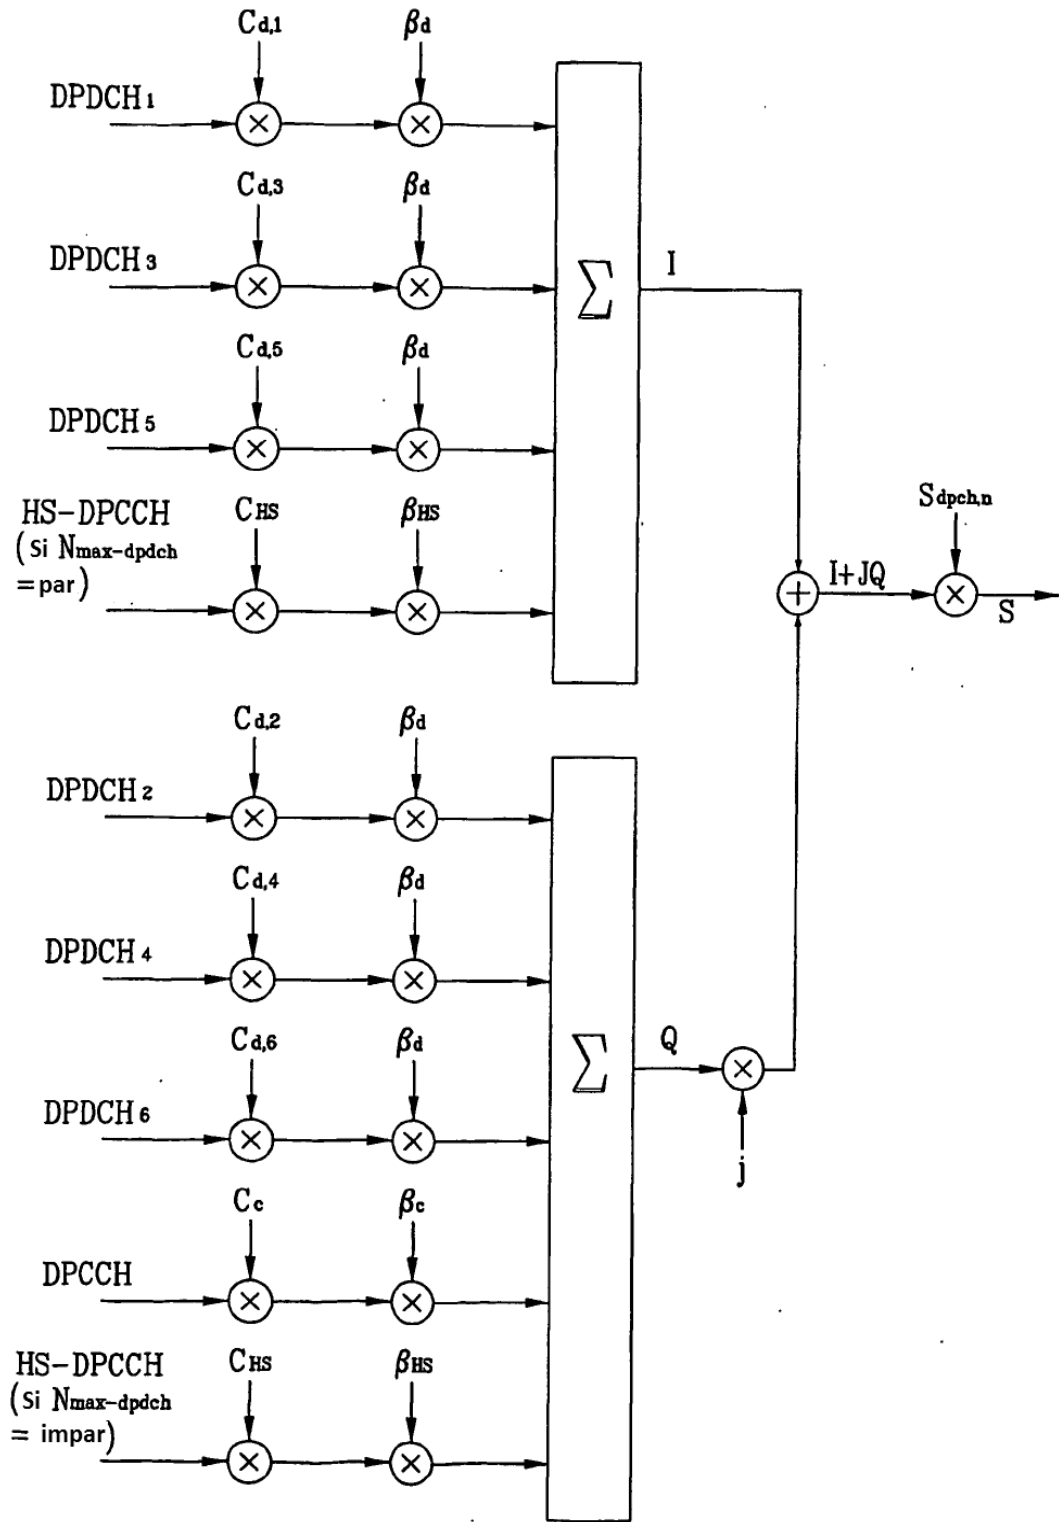 Cd,1 βd
DPDCH1
Cd,3 βd
DPDCH3
Cd,5 βd
DPDCH5
HS-DPCCH CHS βHS
(Si Nmax-dpdch
=par)
Σ
I
Sdpch,n
I+JQ
S
Cd,2 βd
DPDCH2
Cd,4 βd
DPDCH4
Cd,6 βd
DPDCH6
Cc βc
DPCCH
HS-DPCCH CHS βHS
(Si Nmax-dpdch
= impar)
Σ
Q
j